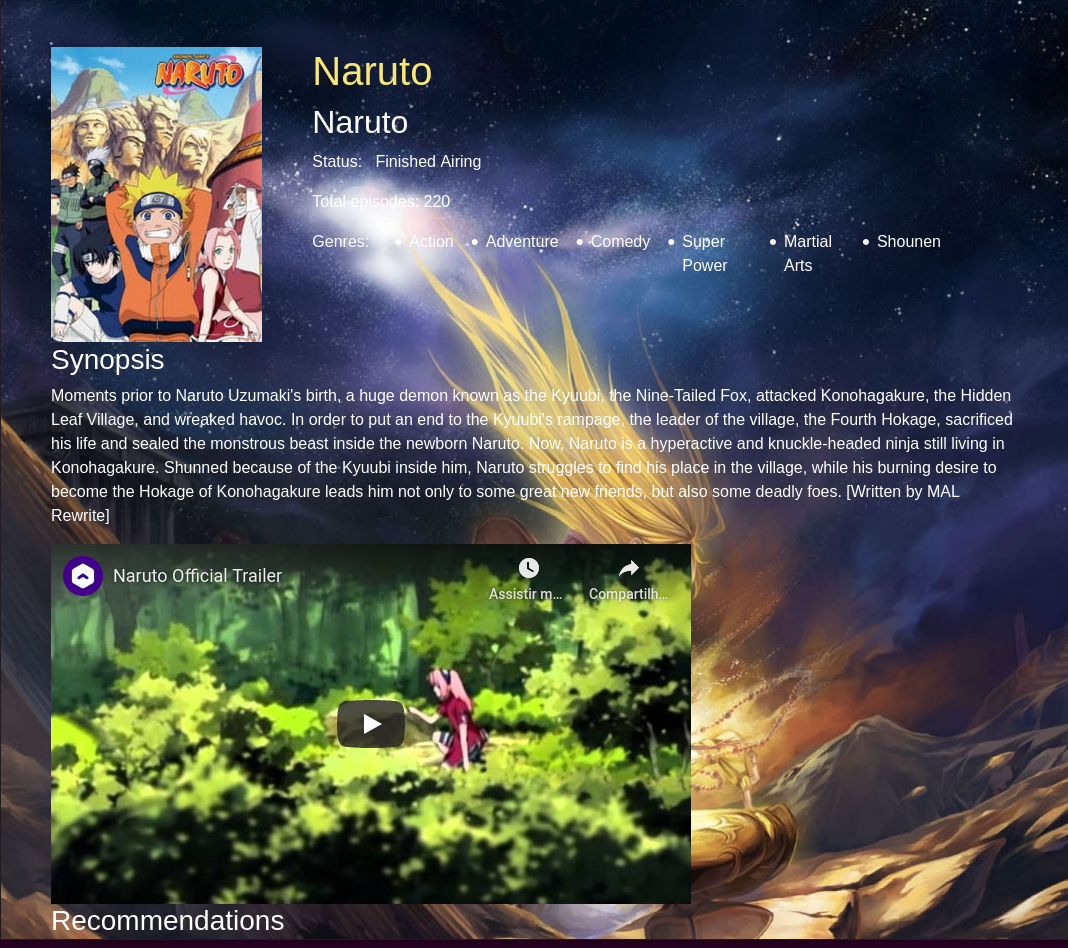 NARUTO
Naruto
Naruto
Status: Finished Airing
Total episodes: 220
Genres: • Action • Adventure • Comedy • Super Power • Martial Arts • Shounen
Synopsis
Moments prior to Naruto Uzumaki's birth, a huge demon known as the Kyuubi, the Nine-Tailed Fox, attacked Konohagakure, the Hidden
Leaf Village, and wreaked havoc. In order to put an end to the Kyuubi's rampage, the leader of the village, the Fourth Hokage, sacrificed
his life and sealed the monstrous beast inside the newborn Naruto. Now, Naruto is a hyperactive and knuckle-headed ninja still living in
Konohagakure. Shunned because of the Kyuubi inside him, Naruto struggles to find his place in the village, while his burning desire to
become the Hokage of Konohagakure leads him not only to some great new friends, but also some deadly foes. [Written by MAL
Rewrite]
Naruto Official Trailer
Assistir m...
Compartilh...
Recommendations